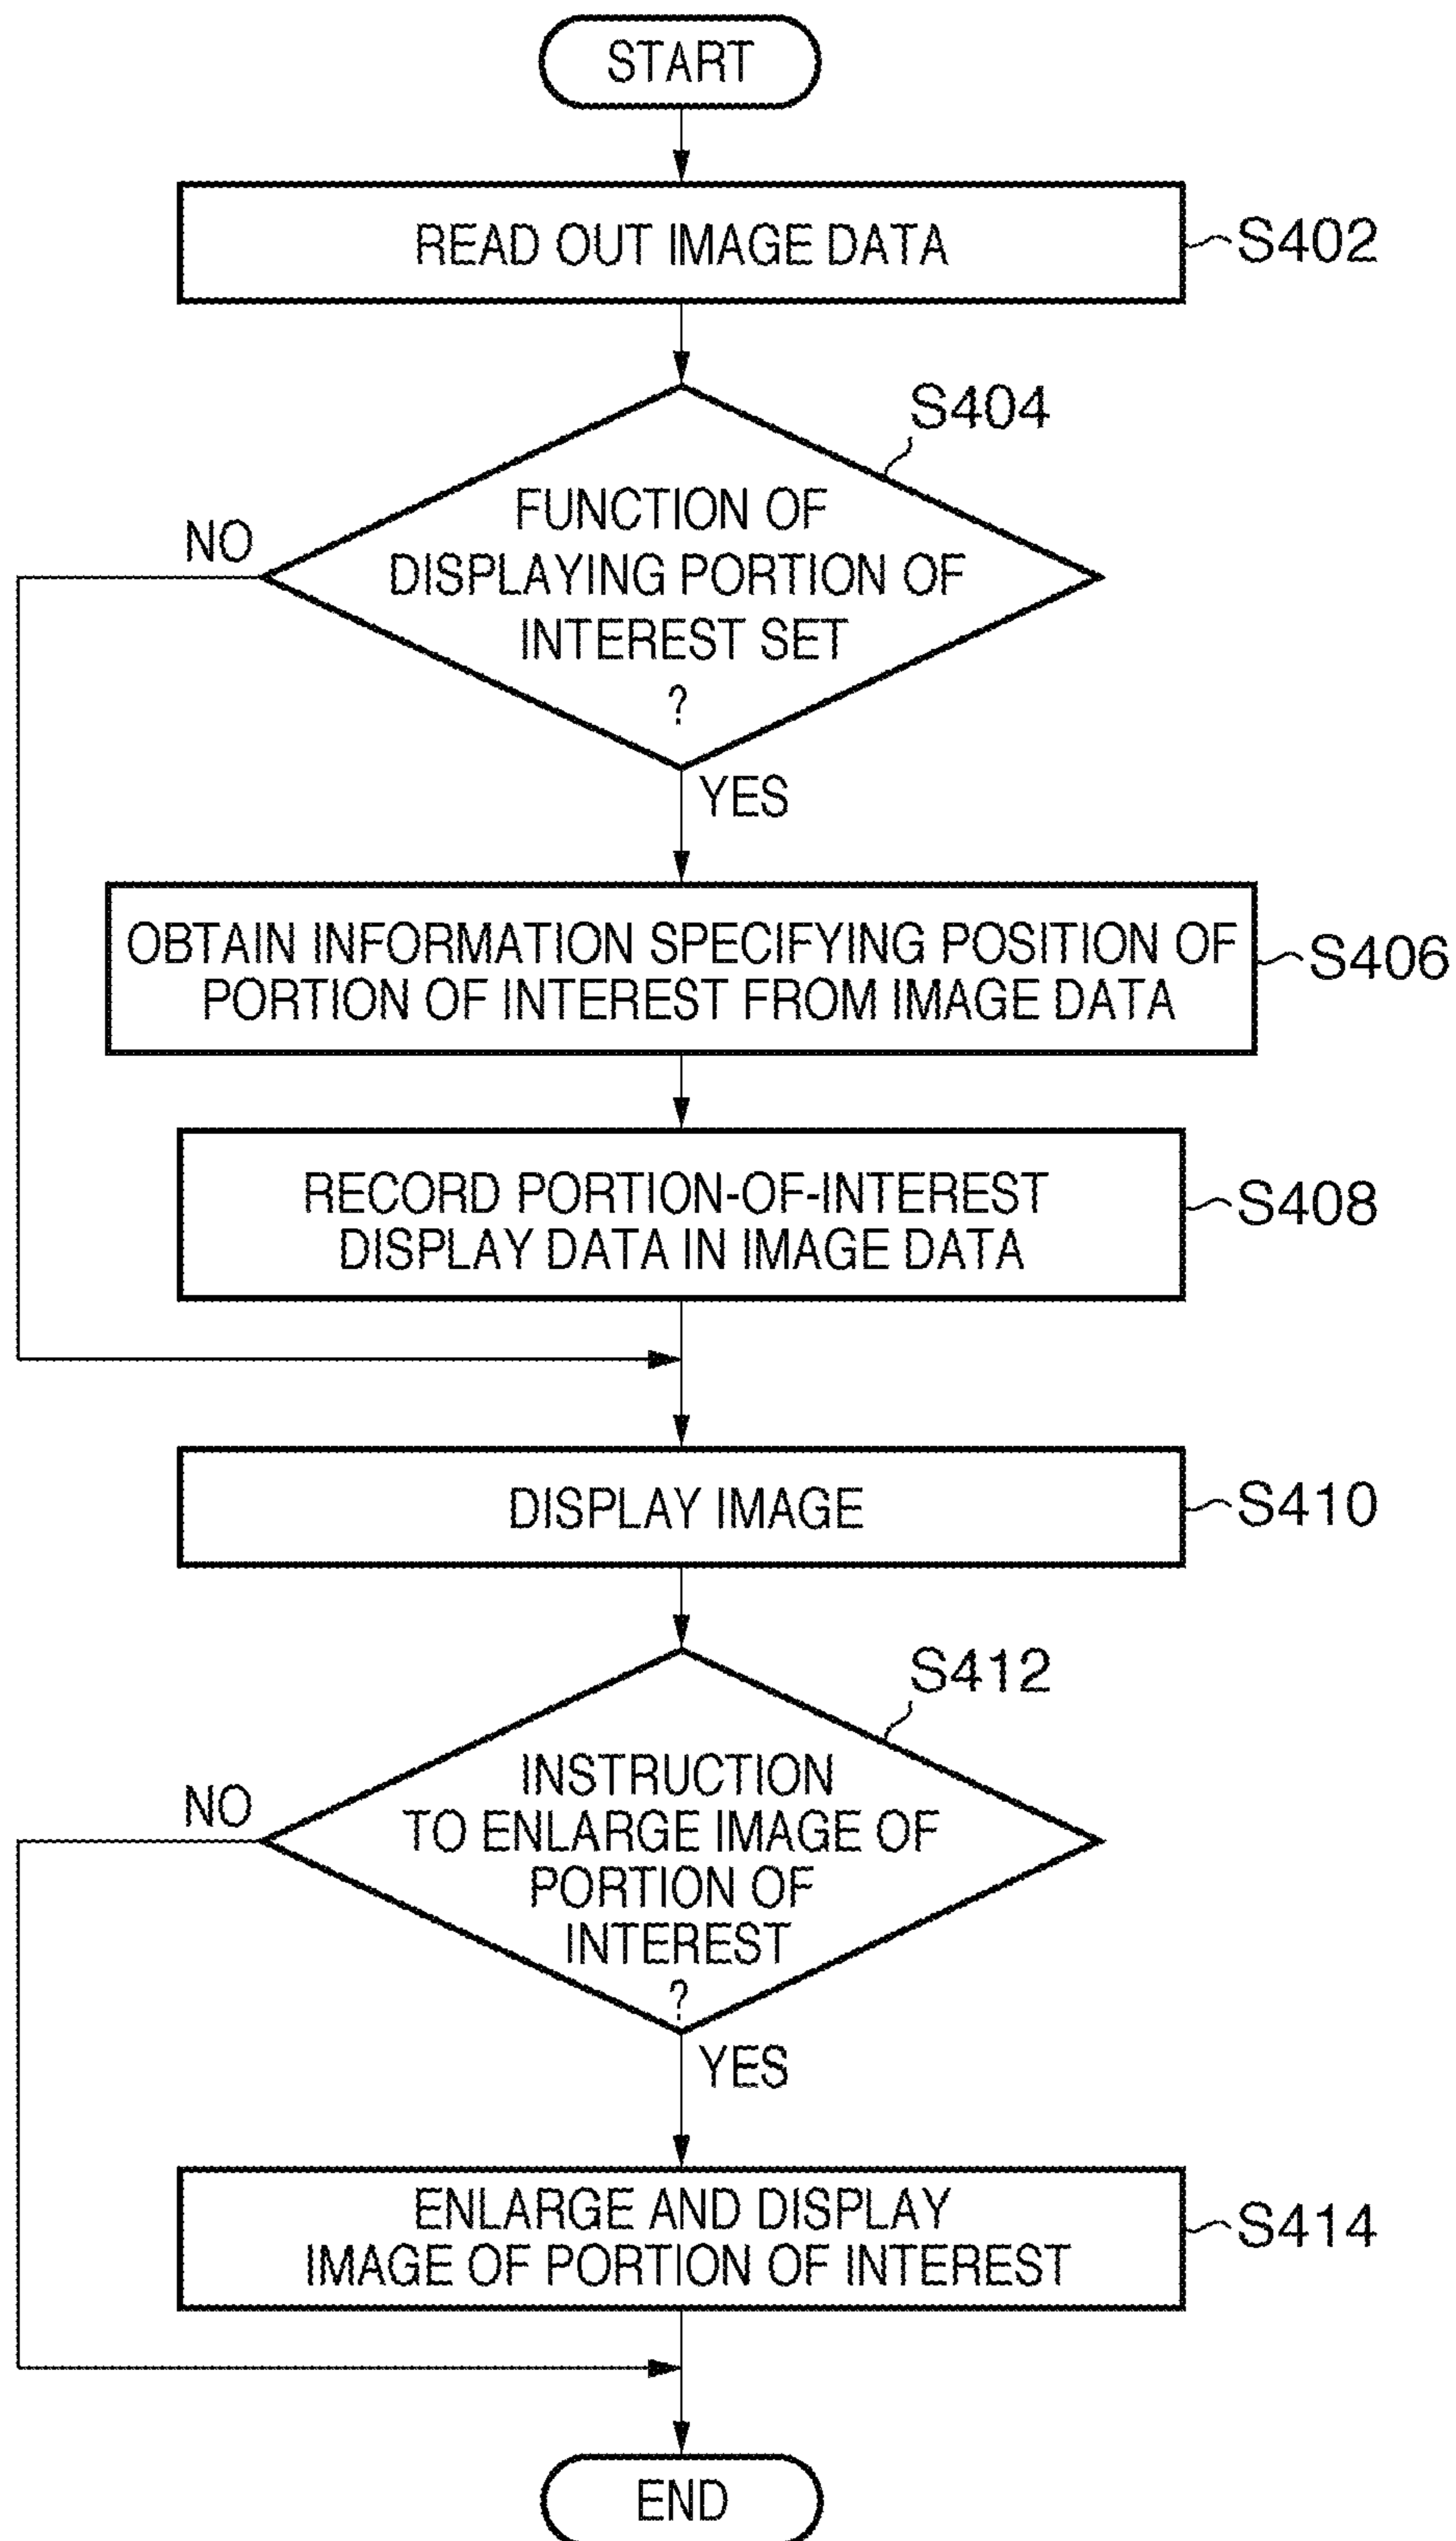 START
READ OUT IMAGE DATA
S402
S404
FUNCTION OF
DISPLAYING PORTION OF
INTEREST SET
?
NO
YES
OBTAIN INFORMATION SPECIFYING POSITION OF
PORTION OF INTEREST FROM IMAGE DATA
S406
RECORD PORTION-OF-INTEREST
DISPLAY DATA IN IMAGE DATA
S408
DISPLAY IMAGE
S410
S412
INSTRUCTION
TO ENLARGE IMAGE OF
PORTION OF
INTEREST
?
NO
YES
ENLARGE AND DISPLAY
IMAGE OF PORTION OF INTEREST
S414
END